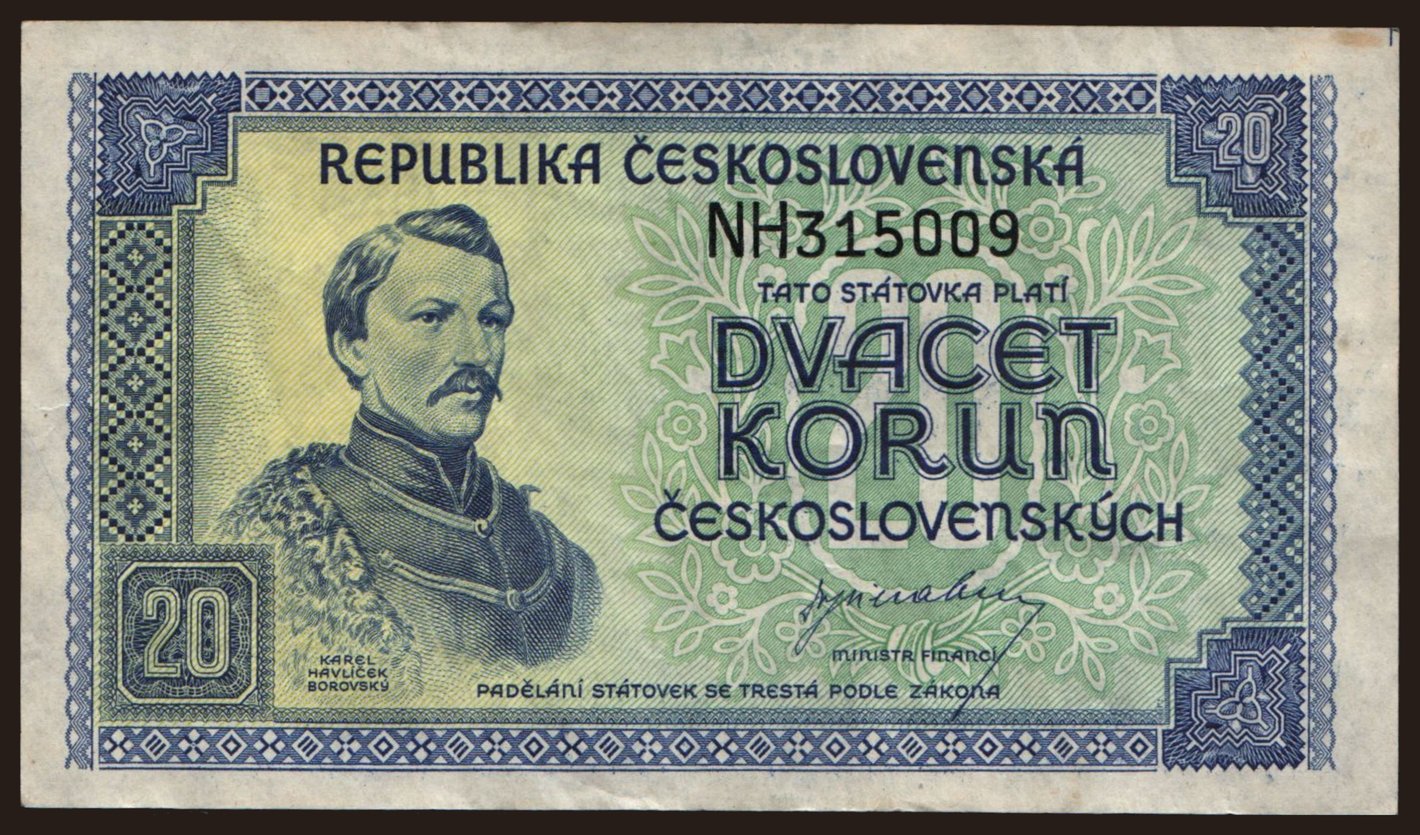 20
REPUBLIKA ČESKOSLOVENSKÁ
NH315009
TATO STÁTOVKA PLATÍ
20
DVACET
KORUN
ČESKOSLOVENSKÝCH
MINISTR FINANCÍ
20
KAREL
HAVLÍČEK
BOROVSKÝ
PADĚLÁNÍ STÁTOVEK SE TRESTÁ PODLE ZÁKONA